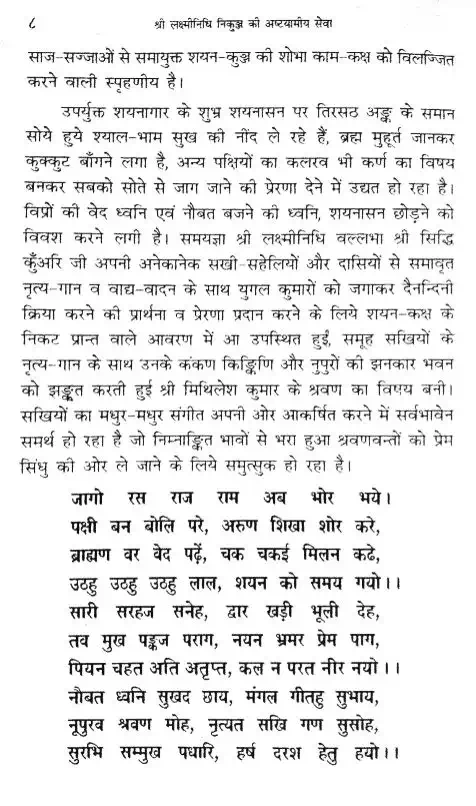 ८ श्री लक्ष्मीनिधि निकुञ्ज की अष्टयामीय सेवा
साज-सज्जाओं से समायुक्त शयन-कुञ्ज की शोभा काम-कक्ष को विलज्जित
करने वाली स्पृहणीय है।
उपर्युक्त शयनागार के शुभ्र शयनासन पर तिरसठ अङ्क के समान
सोये हुये श्याल-भाम सुख की नींद ले रहे हैं, ब्रह्म मुहूर्त जानकर
कुक्कुट बाँगने लगा है, अन्य पक्षियों का कलरव भी कर्ण का विषय
बनकर सबको सोते से जाग जाने की प्रेरणा देने में उद्यत हो रहा है।
विप्रों की वेद ध्वनि एवं नौबत बजने की ध्वनि, शयनासन छोड़ने को
विवश करने लगी है। समयज्ञा श्री लक्ष्मीनिधि वल्लभा श्री सिद्धि
कुँअरि जी अपनी अनेकानेक सखी-सहेलियों और दासियों से समावृत
नृत्य-गान व वाद्य-वादन के साथ युगल कुमारों को जगाकर दैनन्दिनी
क्रिया करने की प्रार्थना व प्रेरणा प्रदान करने के लिये शयन-कक्ष के
निकट प्रान्त वाले आवरण में आ उपस्थित हुईं, समूह सखियों के
नृत्य-गान के साथ उनके कंकण किङ्किणि और नुपुरों की झनकार भवन
को झङ्कृत करती हुई श्री मिथिलेश कुमार के श्रवण का विषय बनी।
सखियों का मधुर-मधुर संगीत अपनी ओर आकर्षित करने में सर्वभावेन
समर्थ हो रहा है जो निम्नाङ्कित भावों से भरा हुआ श्रवणवन्तों को प्रेम
सिंधु की ओर ले जाने के लिये समुत्सुक हो रहा है।
जागो रस राज राम अब भोर भये।
पक्षी बन बोलि परे, अरुण शिखा शोर करे,
ब्राह्मण वर वेद पढ़ें, चक चकई मिलन कढे,
उठहु उठहु उठहु लाल, शयन को समय गयो।।
सारी सरहज सनेह, द्वार खड़ी भूली देह,
तव मुख पङ्कज पराग, नयन भ्रमर प्रेम पाग,
पियन चहत अति अतृप्त, कल न परत नीर नयो।।
नौबत ध्वनि सुखद छाय, मंगल गीतहु सुभाय,
नूपुरव श्रवण मोह, नृत्यत सखि गण सुसोह,
सुरभि सम्मुख पधारि, हर्ष दरश हेतु हयो।।